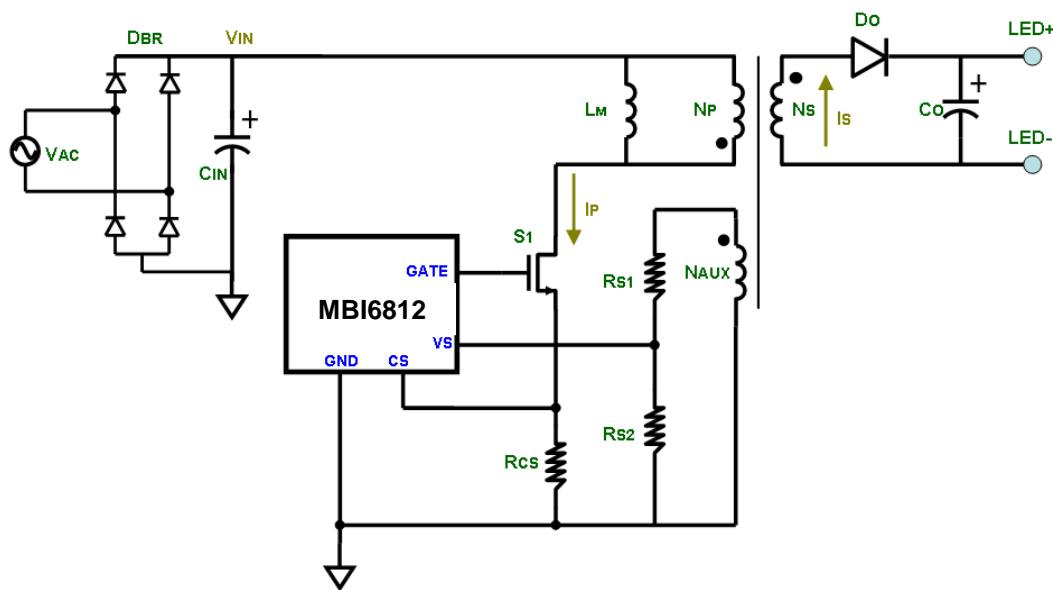 DBR
VIN
DO
LED+
VAC
CIN
+
LM
NP
NS
IS
CO
+
LED-
IP
S1
GATE
MBI6812
VS
GND
CS
RS1
NAUX
RS2
RCS